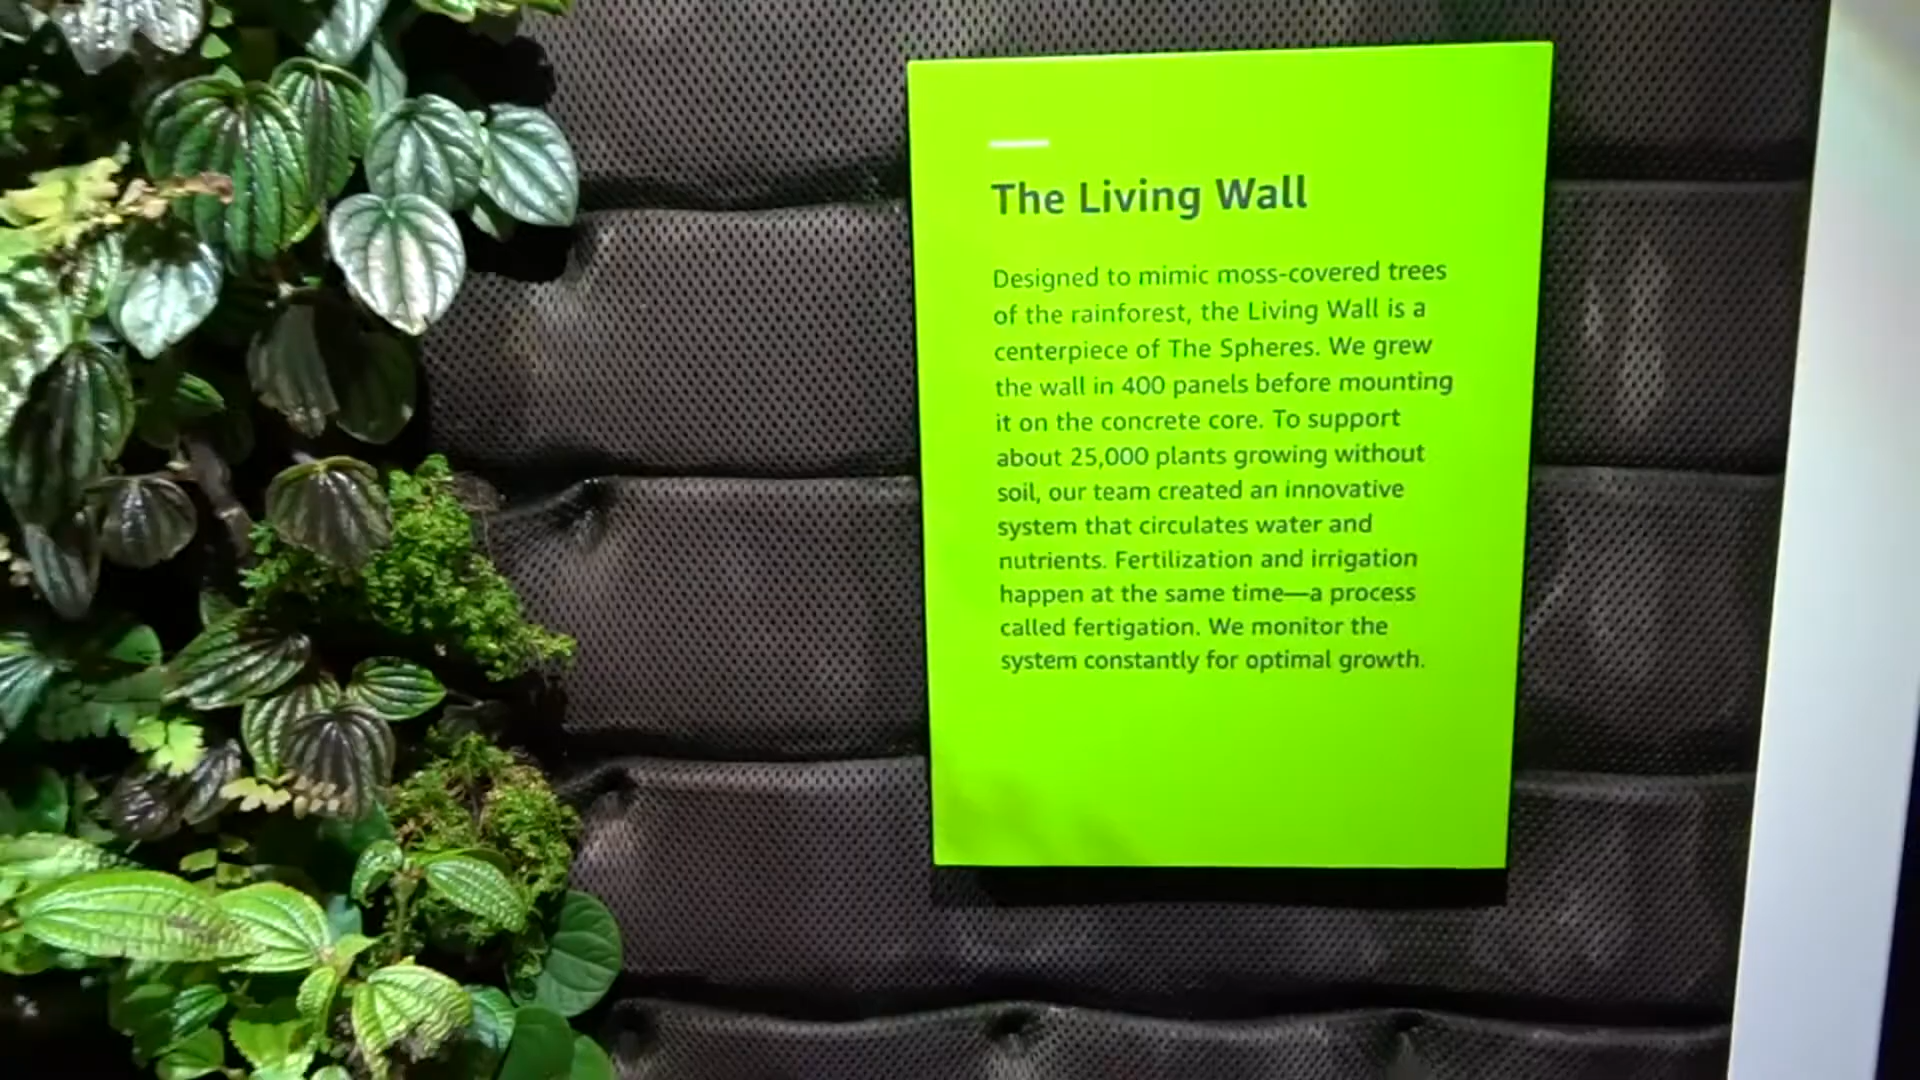 The Living Wall
Designed to mimic moss-covered trees
of the rainforest, the Living Wall is a
centerpiece of The Spheres. We grew
the wall in 400 panels before mounting
it on the concrete core. To support
about 25,000 plants growing without
soil, our team created an innovative
system that circulates water and
nutrients. Fertilization and irrigation
happen at the same time—a process
called fertigation. We monitor the
system constantly for optimal growth.